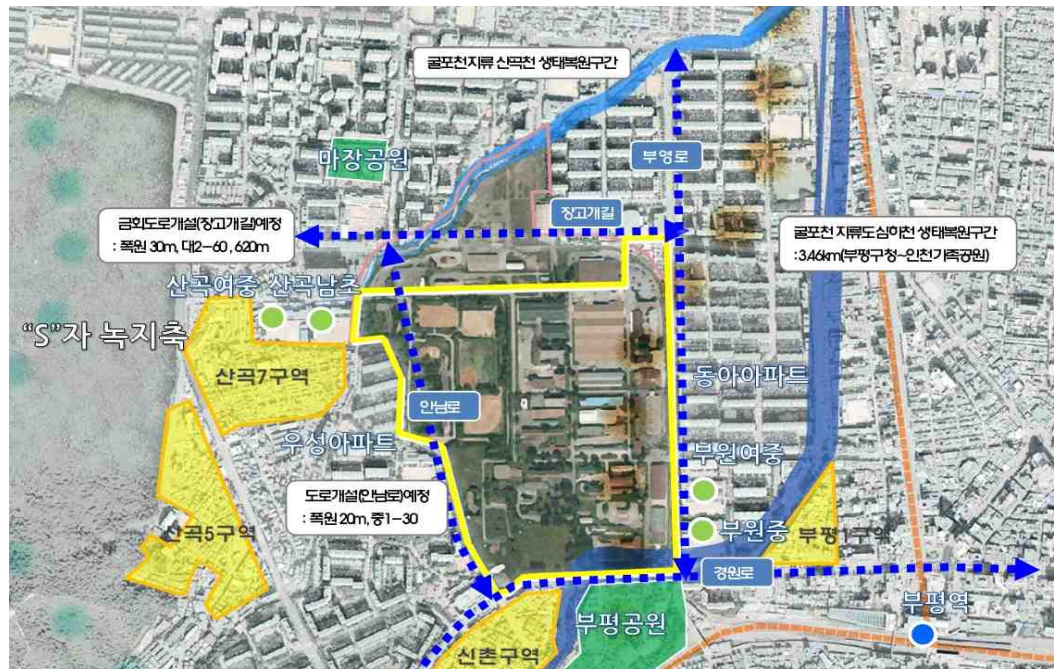 굴포천지류 산곡천 생태복원구간
마장공원
부영로
금회도로개설(장고개길)예정
: 폭원 30m, 대2-60, 620m
장고개길
굴포천 지류도심하천 생태복원구간
: 3.46km(부평구청~인천가족공원)
산곡여중 산곡남초
“S”자 녹지축
산곡7구역
동아아파트
안남로
우성아파트
부원여중
도로개설(안남로)예정
: 폭원 20m, 중1-30
산곡5구역
부원중
부평1구역
경원로
부평역
부평공원
신촌구역